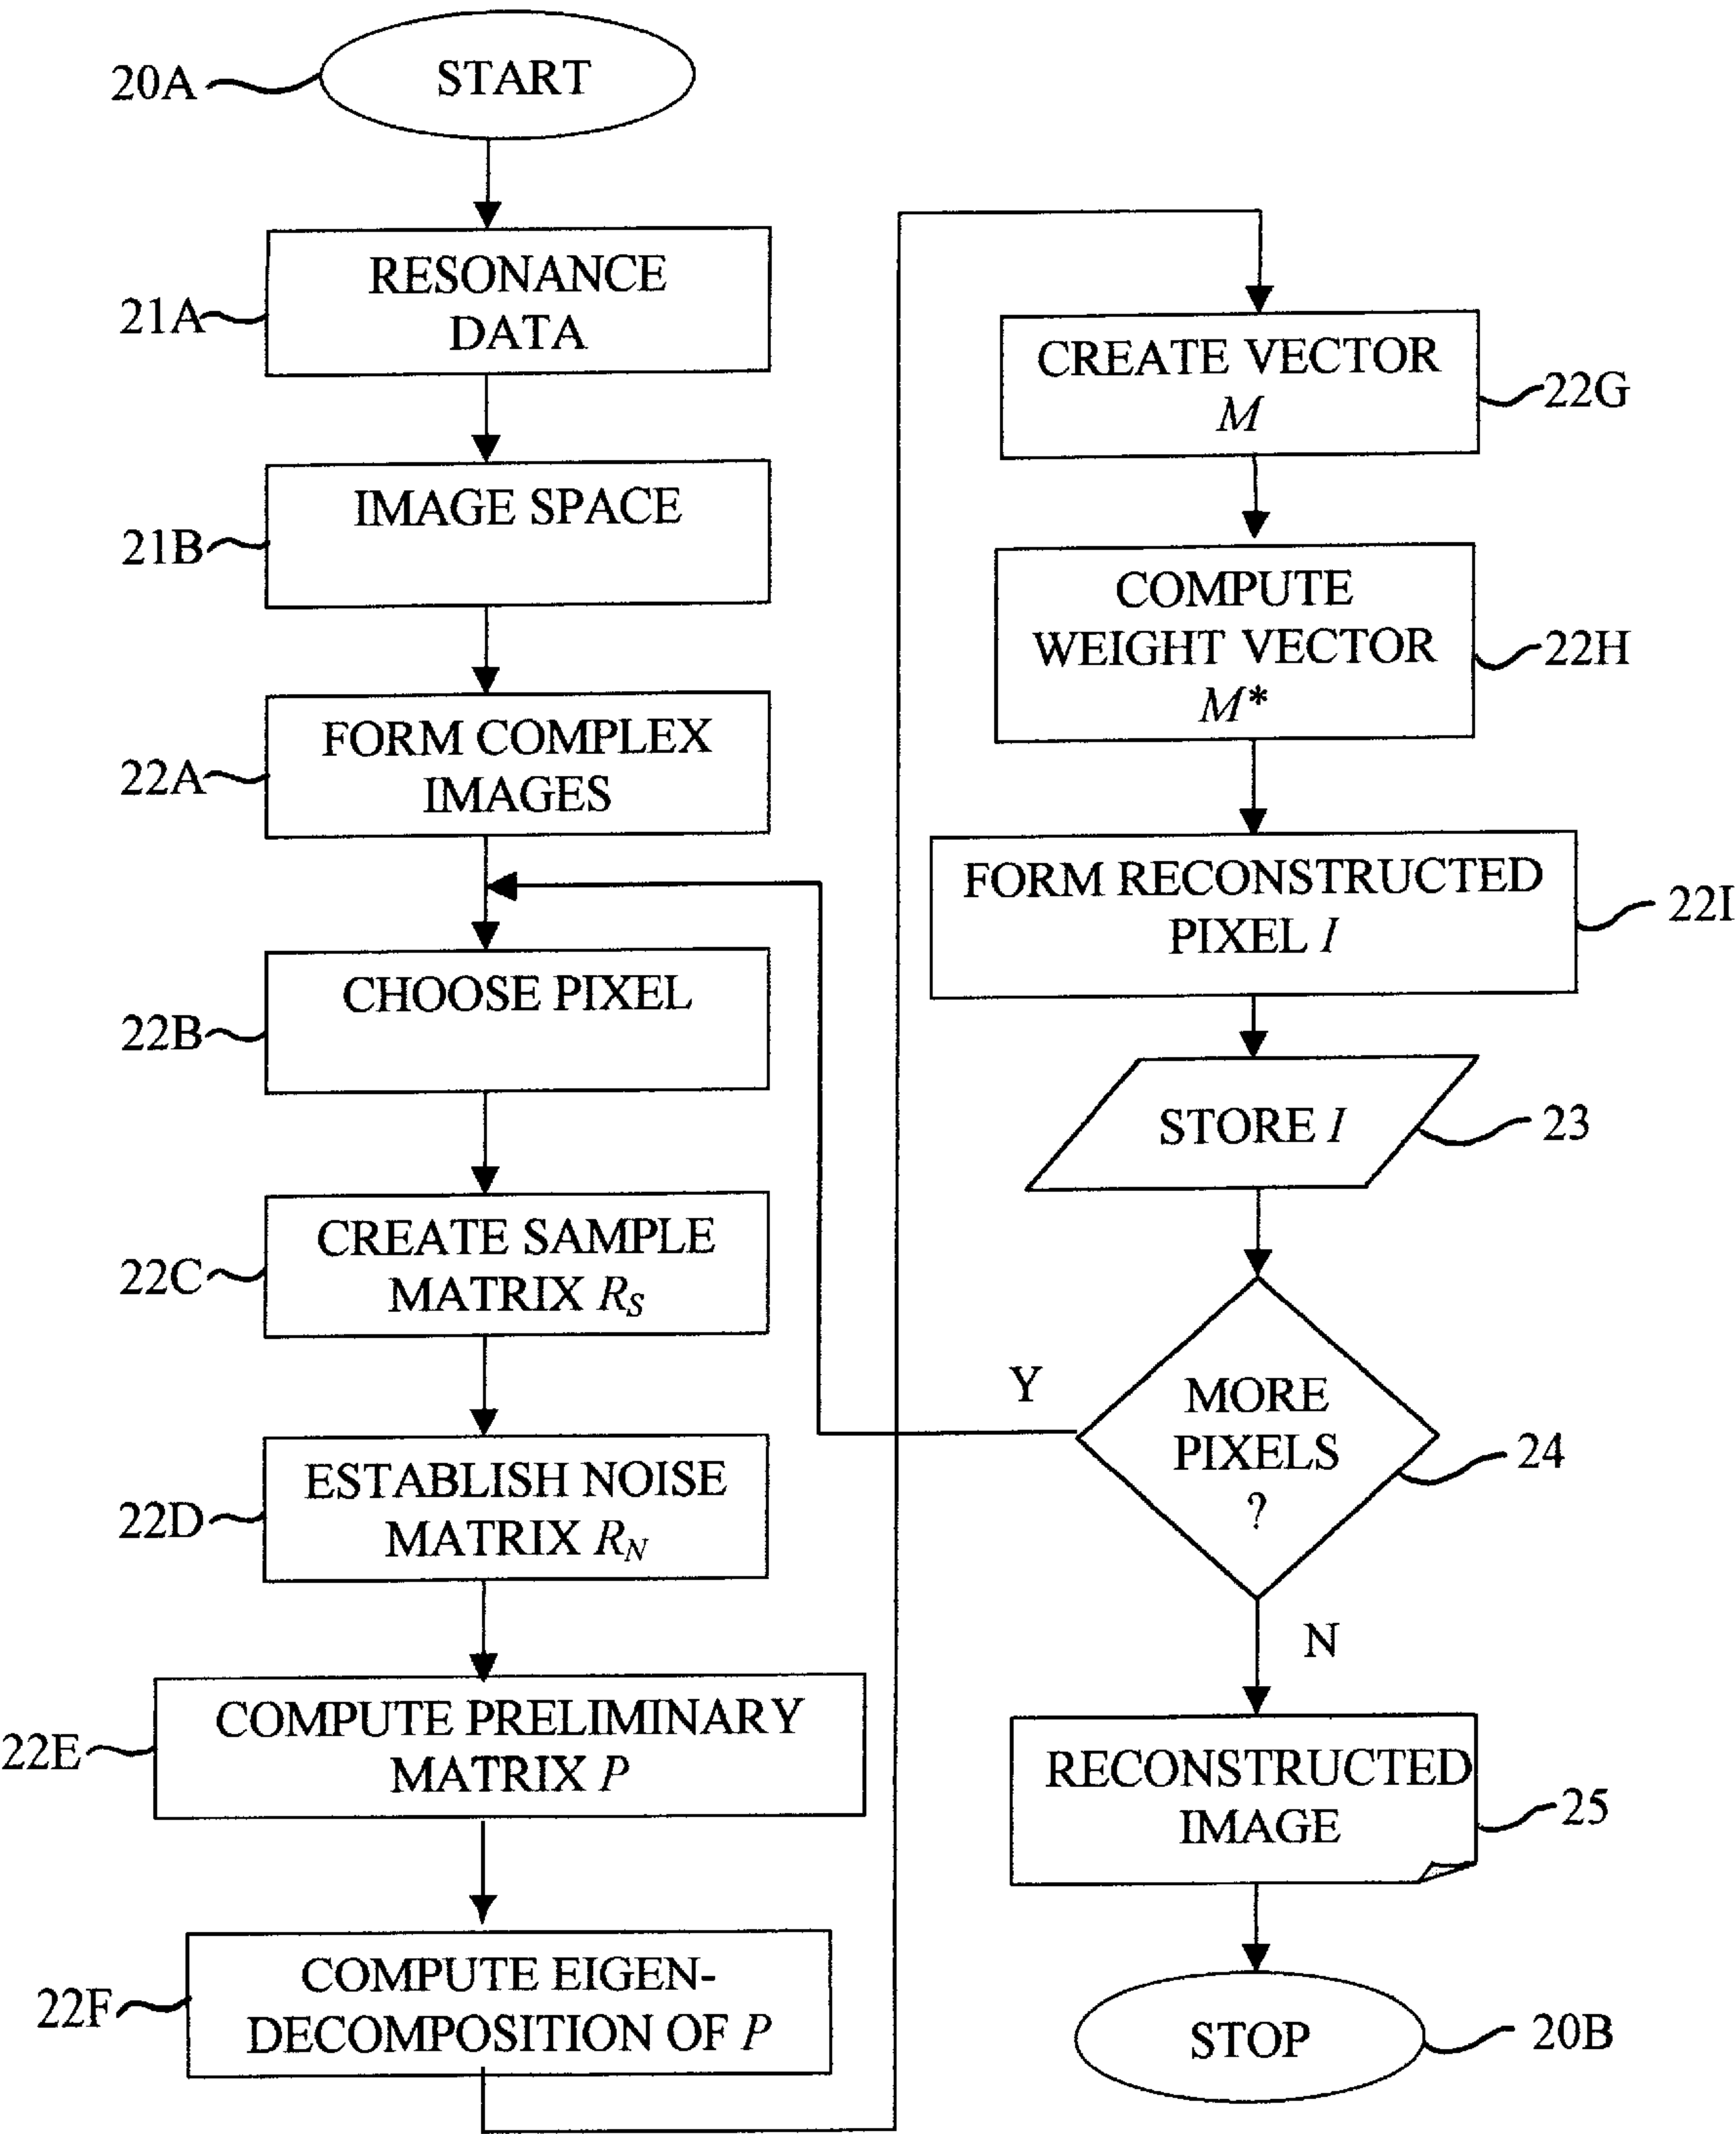 20A
START
21A
RESONANCE
DATA
21B
IMAGE SPACE
22A
FORM COMPLEX
IMAGES
22B
CHOOSE PIXEL
22C
CREATE SAMPLE
MATRIX R_S
22D
ESTABLISH NOISE
MATRIX R_N
22E
COMPUTE PRELIMINARY
MATRIX P
22F
COMPUTE EIGEN-
DECOMPOSITION OF P
CREATE VECTOR
M
22G
COMPUTE
WEIGHT VECTOR
M*
22H
FORM RECONSTRUCTED
PIXEL I
22I
STORE I
23
Y
MORE
PIXELS
?
24
N
RECONSTRUCTED
IMAGE
25
STOP
20B